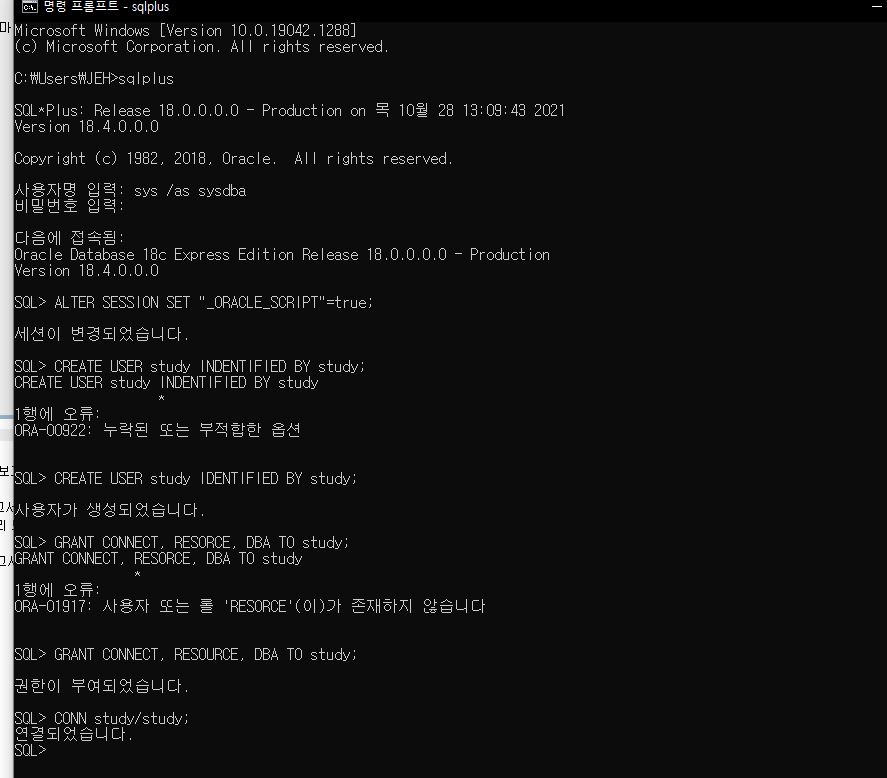 명령 프롬프트 - sqlplus
Microsoft Windows [Version 10.0.19042.1288]
(c) Microsoft Corporation. All rights reserved.
C:₩Users₩JEH>sqlplus
SQL*Plus: Release 18.0.0.0.0 - Production on 목 10월 28 13:09:43 2021
Version 18.4.0.0.0
Copyright (c) 1982, 2018, Oracle.  All rights reserved.
사용자명 입력: sys /as sysdba
비밀번호 입력:
다음에 접속됨:
Oracle Database 18c Express Edition Release 18.0.0.0.0 - Production
Version 18.4.0.0.0
SQL> ALTER SESSION SET "_ORACLE_SCRIPT"=true;
세션이 변경되었습니다.
SQL> CREATE USER study INDENTIFIED BY study;
CREATE USER study INDENTIFIED BY study
*
1행에 오류:
ORA-00922: 누락된 또는 부적합한 옵션
SQL> CREATE USER study IDENTIFIED BY study;
사용자가 생성되었습니다.
SQL> GRANT CONNECT, RESORCE, DBA TO study;
GRANT CONNECT, RESORCE, DBA TO study
*
1행에 오류:
ORA-01917: 사용자 또는 롤 'RESORCE'(이)가 존재하지 않습니다
SQL> GRANT CONNECT, RESOURCE, DBA TO study;
권한이 부여되었습니다.
SQL> CONN study/study;
연결되었습니다.
SQL>